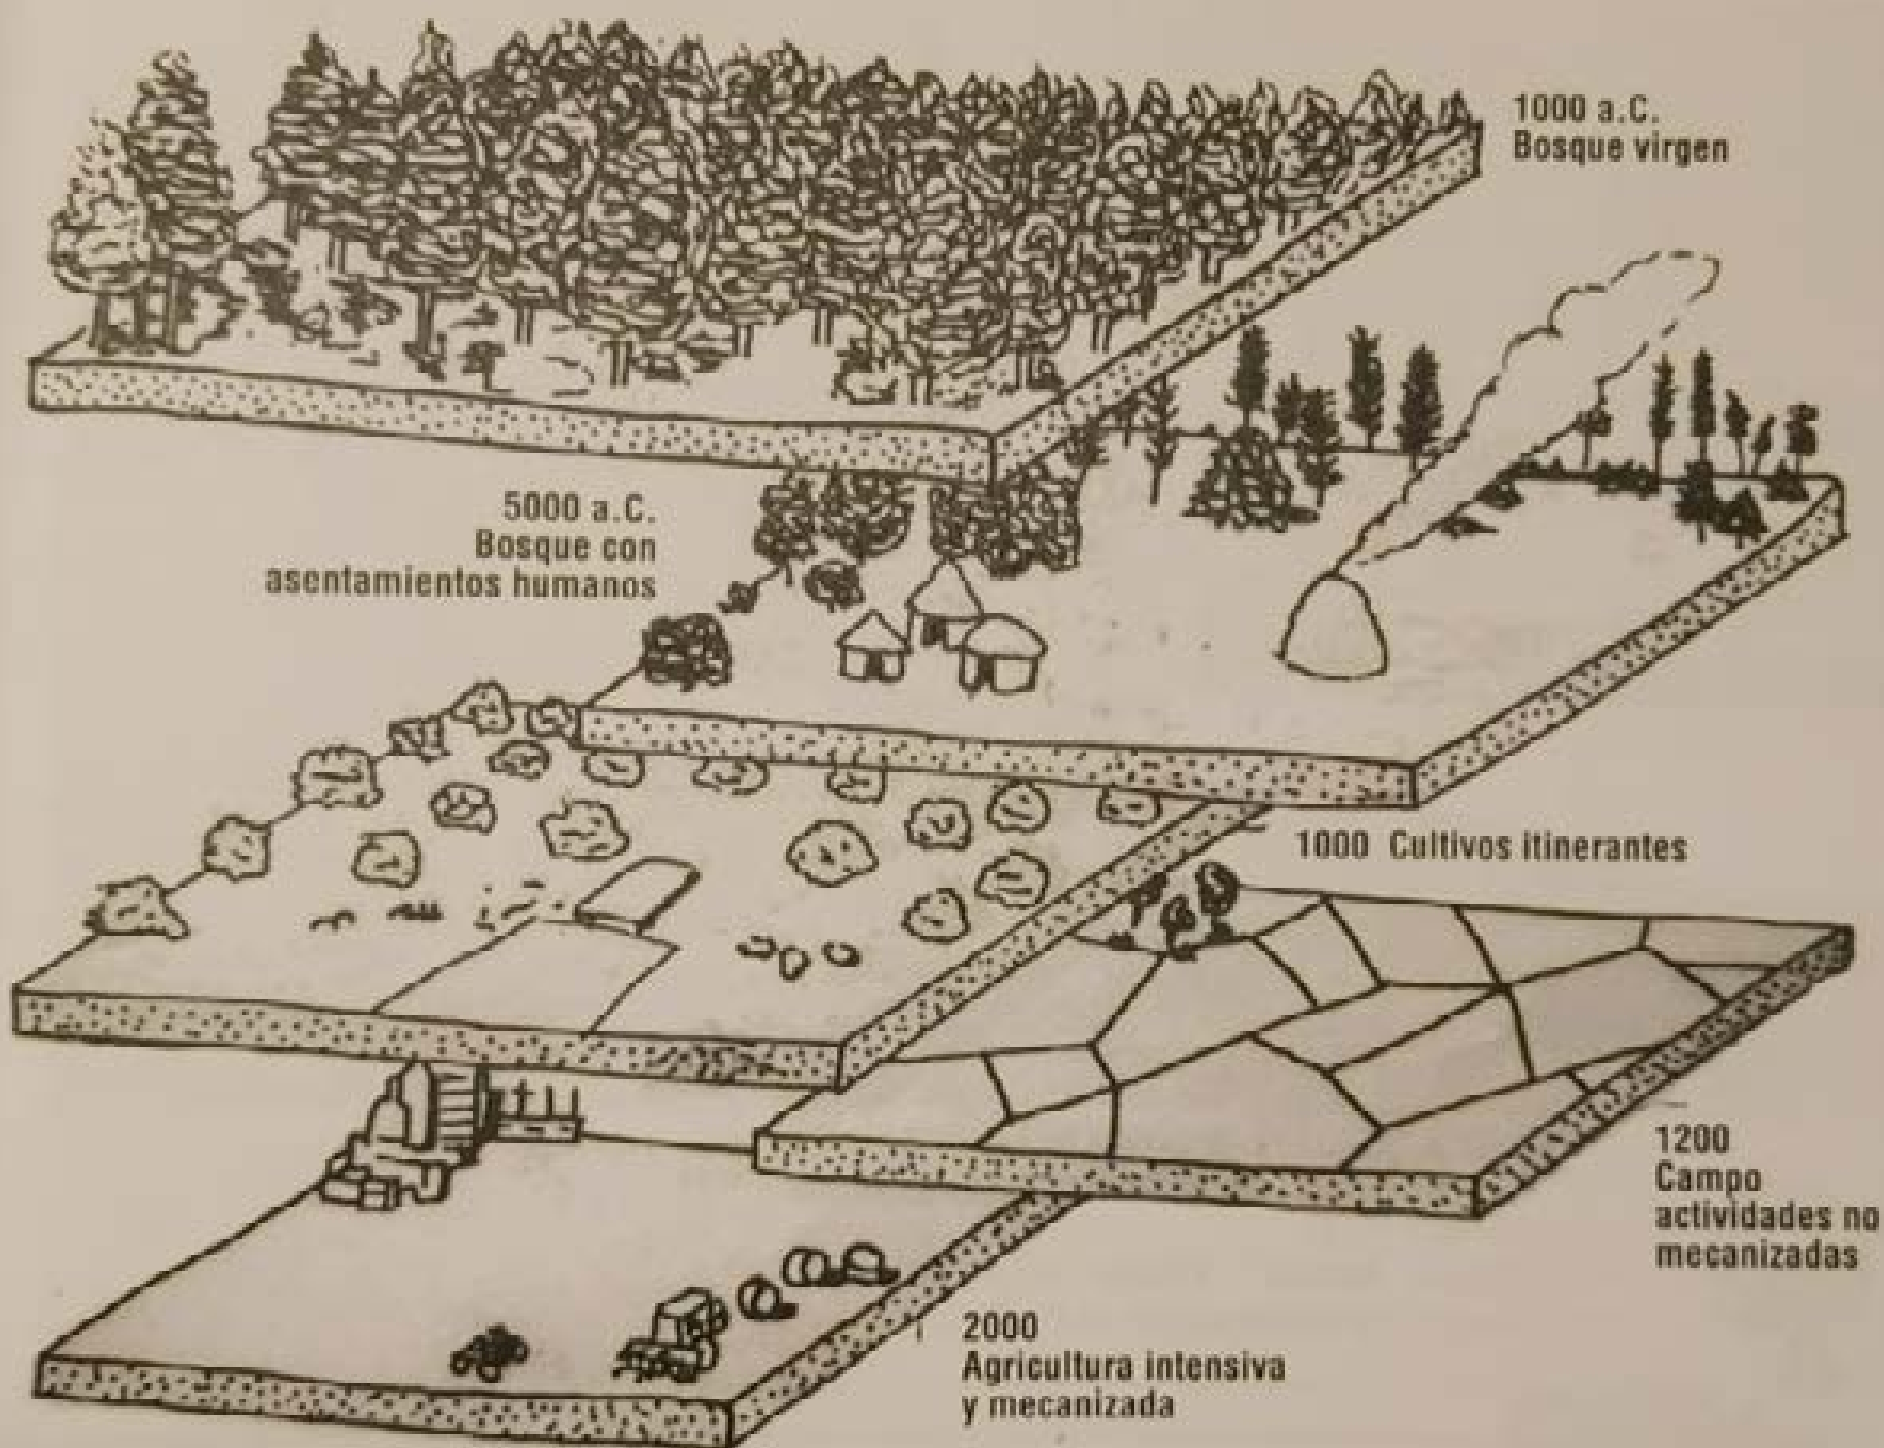 1000 a.C.
Bosque virgen
5000 a.C.
Bosque con
asentamientos humanos
1000 Cultivos itinerantes
1200
Campo
actividades no
mecanizadas
2000
Agricultura intensiva
y mecanizada